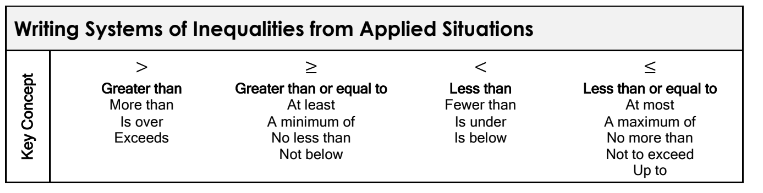 Writing Systems of Inequalities from Applied Situations
Key Concept
> ≥ < ≤
Greater than Greater than or equal to Less than Less than or equal to
More than At least Fewer than At most
Is over A minimum of Is under A maximum of
Exceeds No less than Is below No more than
Not below Not to exceed
Up to